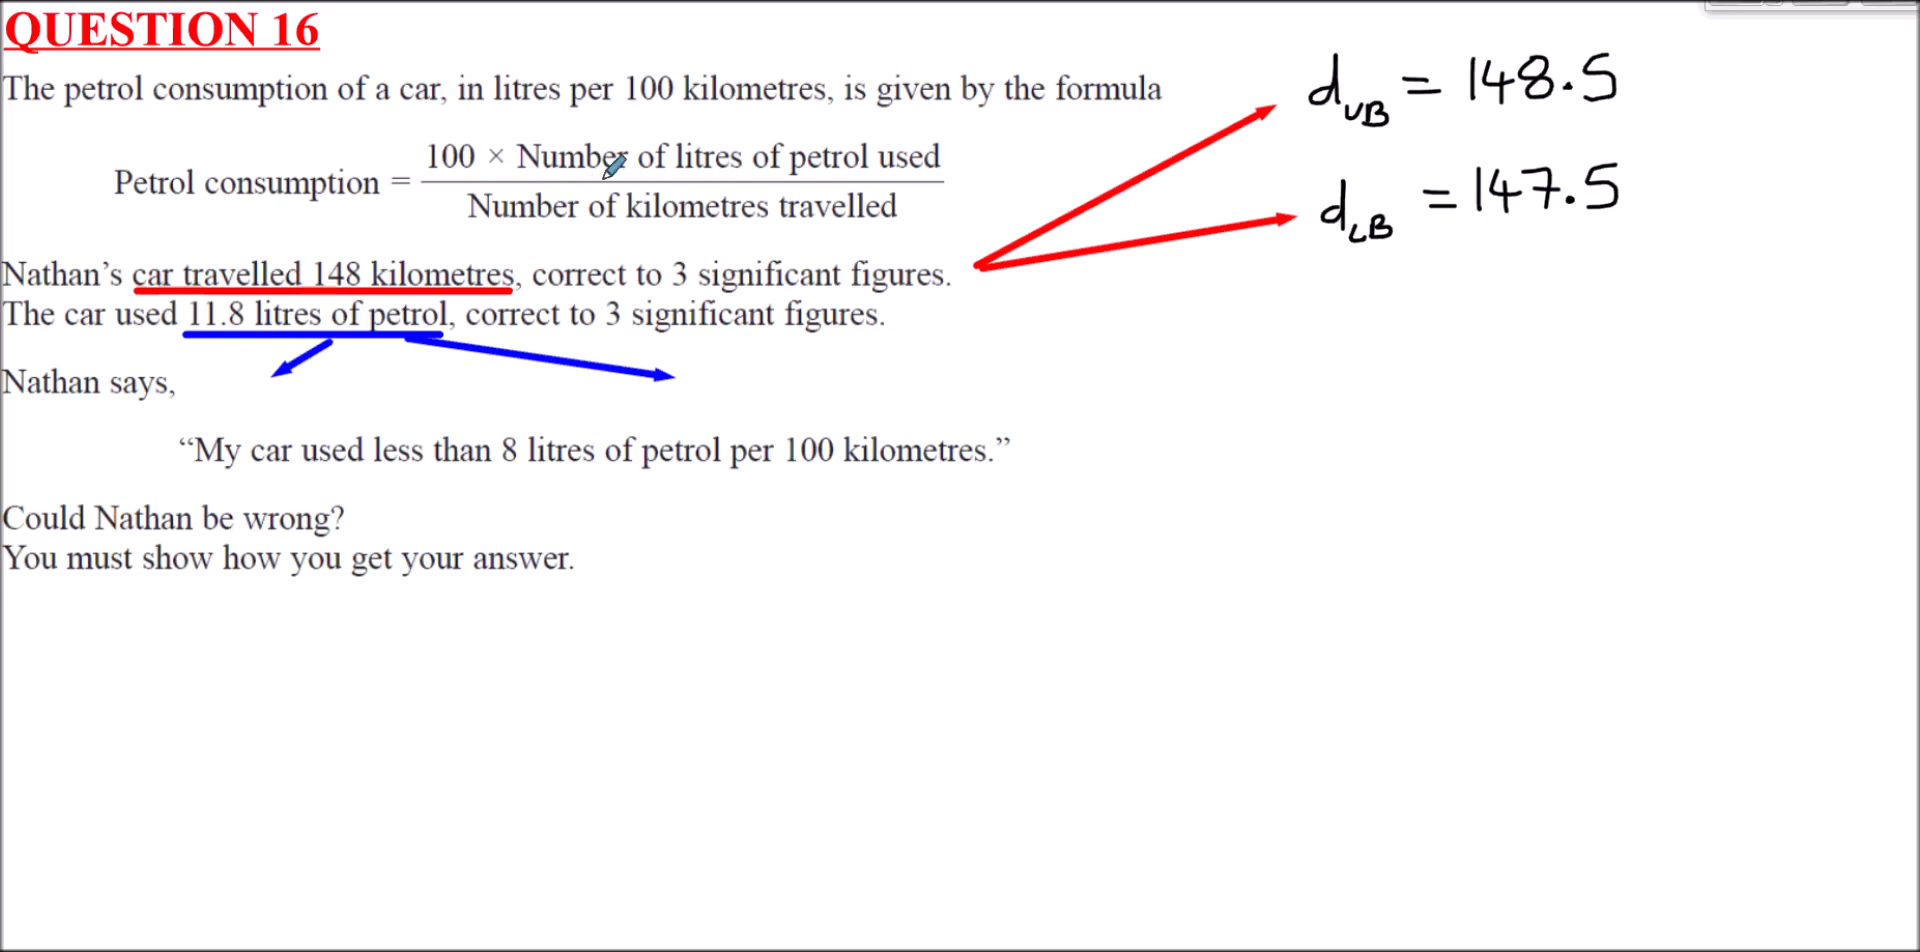 QUESTION 16
The petrol consumption of a car, in litres per 100 kilometres, is given by the formula
Petrol consumption = 100 × Number of litres of petrol used
Number of kilometres travelled
Nathan’s car travelled 148 kilometres, correct to 3 significant figures.
The car used 11.8 litres of petrol, correct to 3 significant figures.
Nathan says,
“My car used less than 8 litres of petrol per 100 kilometres.”
Could Nathan be wrong?
You must show how you get your answer.
dUB = 148.5
dLB = 147.5